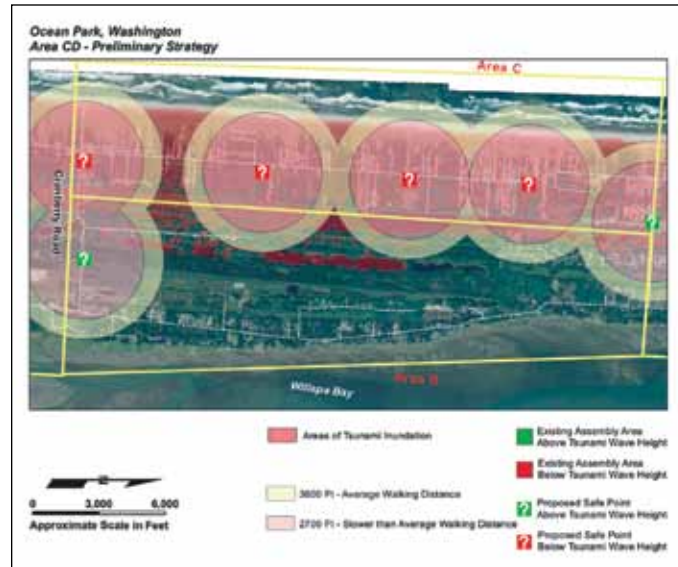 Ocean Park, Washington
Area CD - Preliminary Strategy
Area C
?
?
?
?
?
?
Cranberry Road
Area D
Willapa Bay
Areas of Tsunami Inundation
3600 Ft - Average Walking Distance
2700 Ft - Slower than Average Walking Distance
Existing Assembly Area
Above Tsunami Wave Height
Existing Assembly Area
Below Tsunami Wave Height
? Proposed Safe Point
Above Tsunami Wave Height
? Proposed Safe Point
Below Tsunami Wave Height
0 3,000 6,000
Approximate Scale in Feet